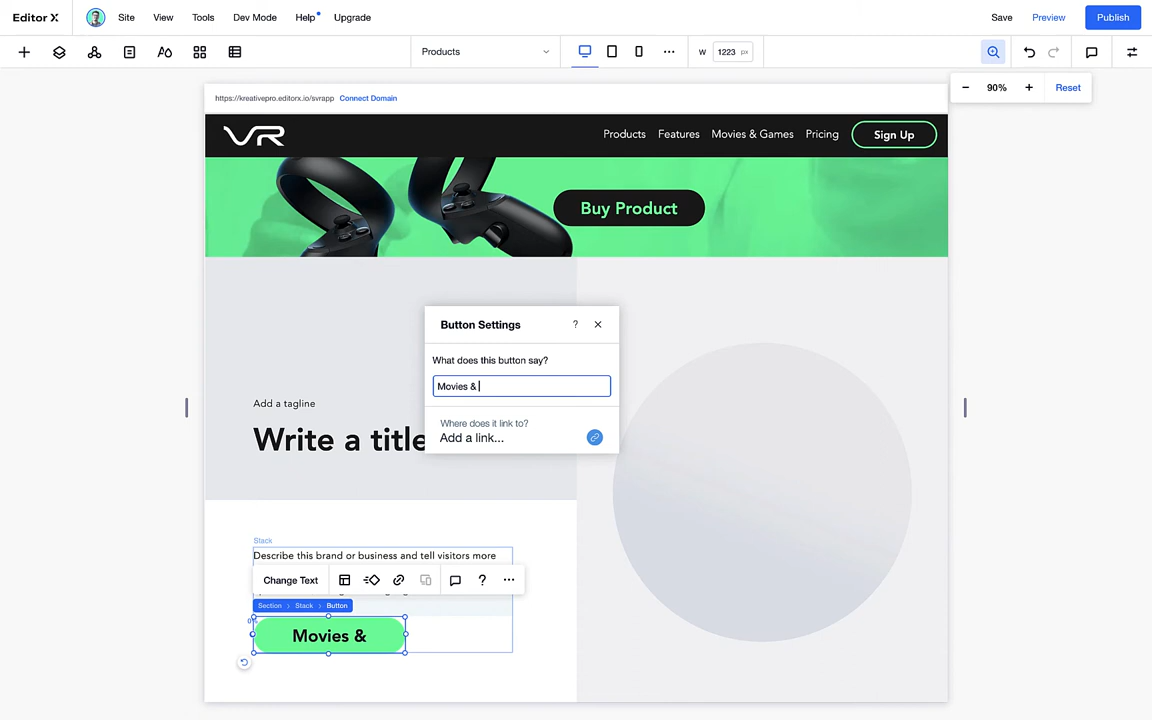 Editor X
Site
View
Tools
Dev Mode
Help
Upgrade
Save
Preview
Publish
Products
W
1223 px
90%
Reset
https://kreativepro.editorx.io/svrapp Connect Domain
VR
Products
Features
Movies & Games
Pricing
Sign Up
Buy Product
Button Settings
?
What does this button say?
Movies &
Where does it link to?
Add a link...
Add a tagline
Write a title
Stack
Describe this brand or business and tell visitors more
Change Text
?
Section > Stack > Button
Movies &